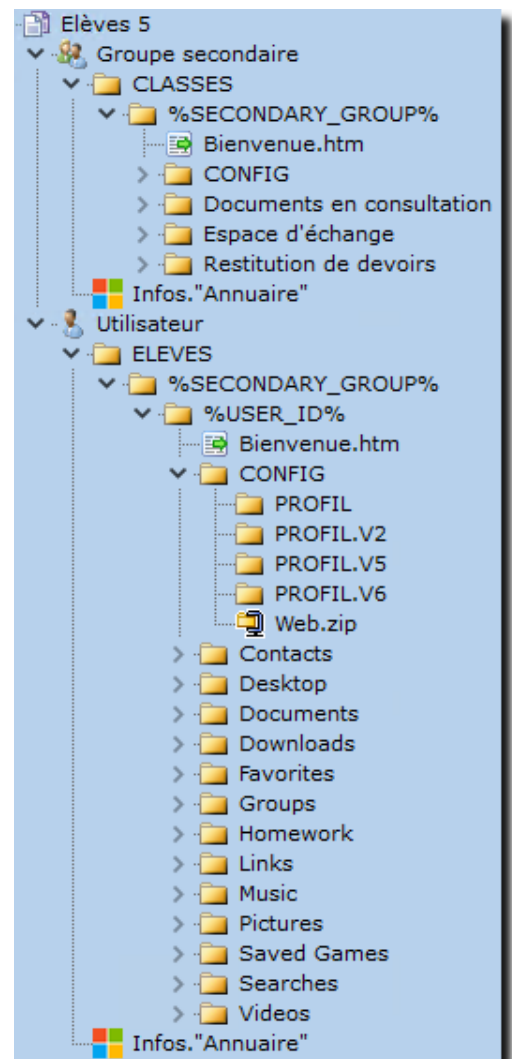 Elèves 5
Groupe secondaire
CLASSES
%SECONDARY_GROUP%
Bienvenue.htm
CONFIG
Documents en consultation
Espace d'échange
Restitution de devoirs
Infos."Annuaire"
Utilisateur
ELEVES
%SECONDARY_GROUP%
%USER_ID%
Bienvenue.htm
CONFIG
PROFIL
PROFIL.V2
PROFIL.V5
PROFIL.V6
Web.zip
Contacts
Desktop
Documents
Downloads
Favorites
Groups
Homework
Links
Music
Pictures
Saved Games
Searches
Videos
Infos."Annuaire"